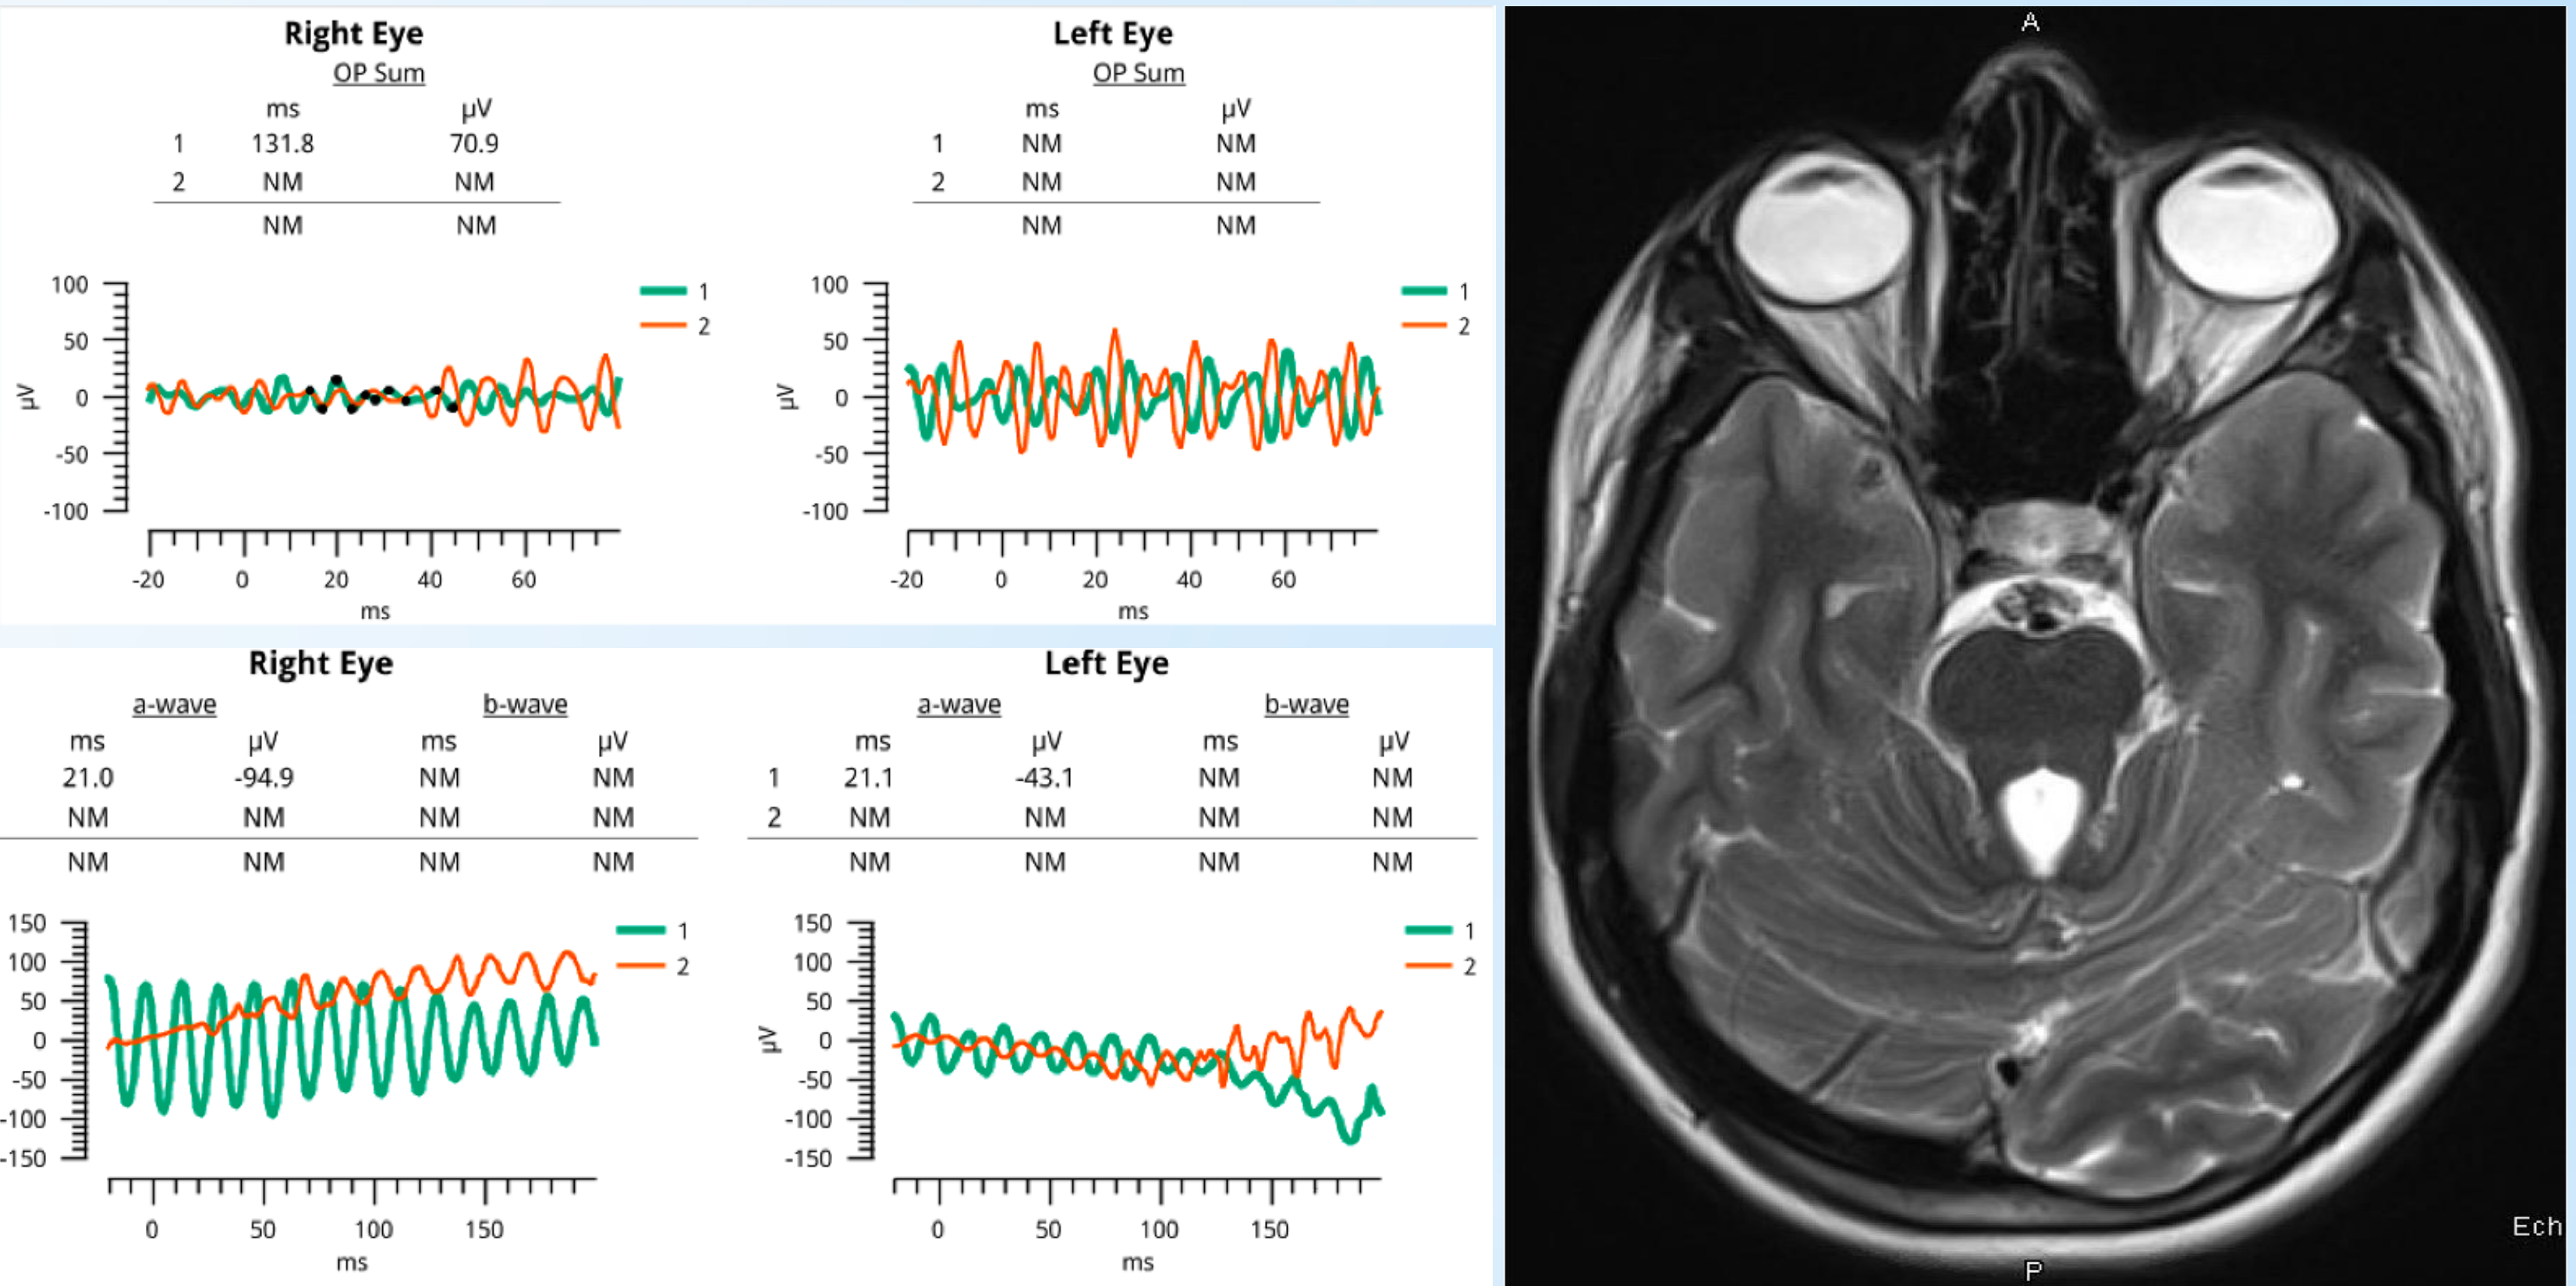 Right Eye
OP Sum
ms µV
1 131.8 70.9
2 NM NM
NM NM
100
50
0
-50
-100
µV
1
2
-20 0 20 40 60
ms
Left Eye
OP Sum
ms µV
1 NM NM
2 NM NM
NM NM
100
50
0
-50
-100
µV
1
2
-20 0 20 40 60
ms
Right Eye
a-wave b-wave
ms µV ms µV
21.0 -94.9 NM NM
NM NM NM NM
NM NM NM NM
150
100
50
0
-50
-100
-150
1
2
0 50 100 150
ms
Left Eye
a-wave b-wave
ms µV ms µV
1 21.1 -43.1 NM NM
2 NM NM NM NM
NM NM NM NM
150
100
50
0
-50
-100
-150
µV
1
2
0 50 100 150
ms
A
Ech
P